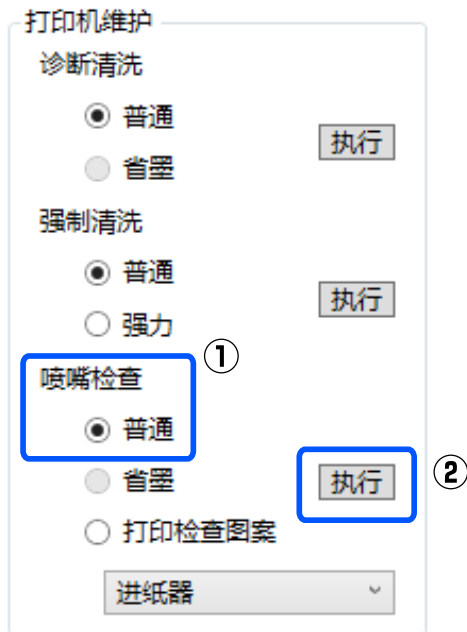 打印机维护
诊断清洗
普通
执行
省墨
强制清洗
普通
执行
强力
①
喷嘴检查
普通
省墨
执行
②
打印检查图案
进纸器